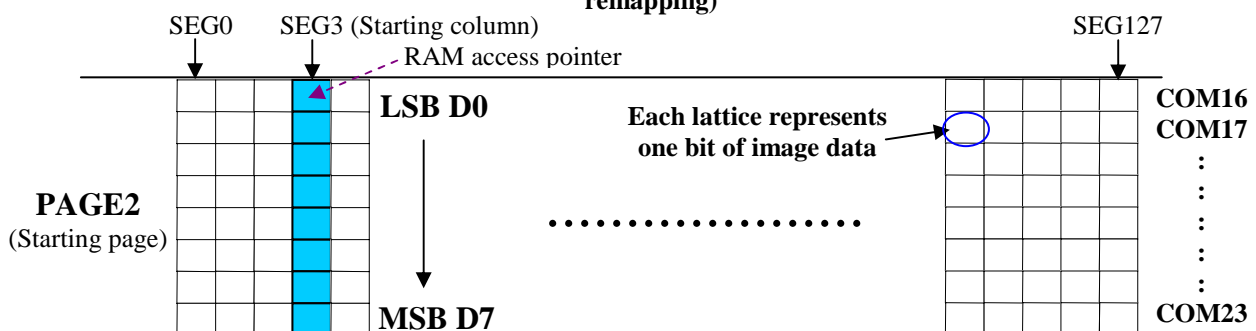 remapping)
SEG0 SEG3 (Starting column) SEG127
RAM access pointer
LSB D0
Each lattice represents
one bit of image data
COM16
COM17
:
:
:
:
:
COM23
PAGE2
(Starting page)
.....................
MSB D7